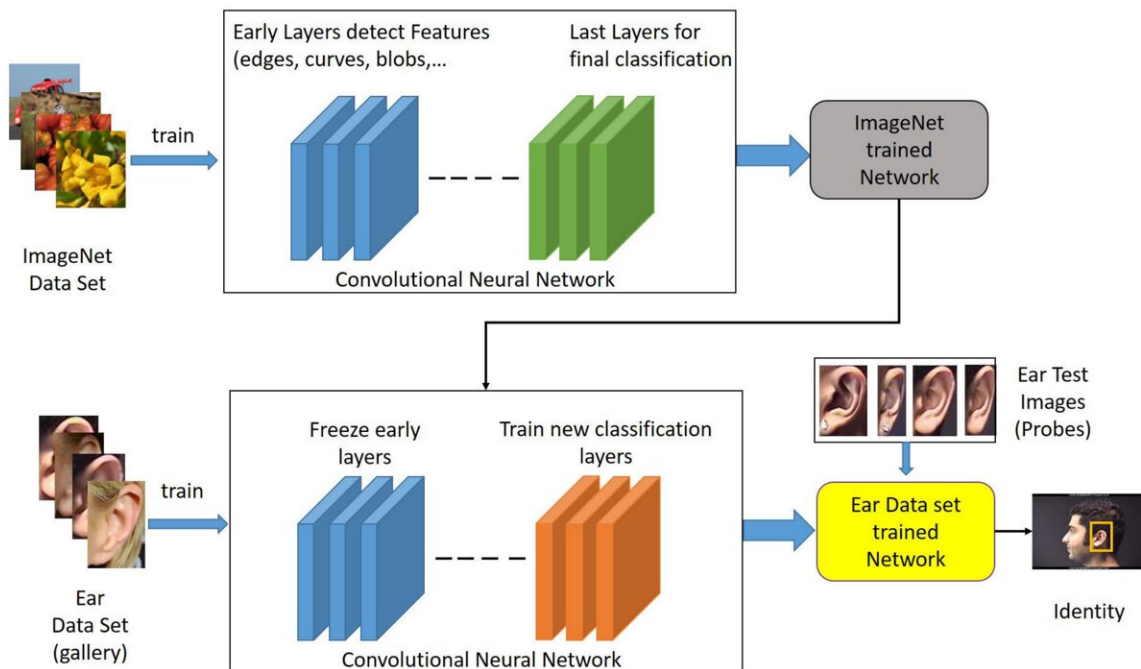 Early Layers detect Features
(edges, curves, blobs,...
Last Layers for
final classification
train
ImageNet
Data Set
Convolutional Neural Network
ImageNet
trained
Network
Freeze early
layers
Train new classification
layers
train
Ear
Data Set
(gallery)
Convolutional Neural Network
Ear Test
Images
(Probes)
Ear Data set
trained
Network
Identity